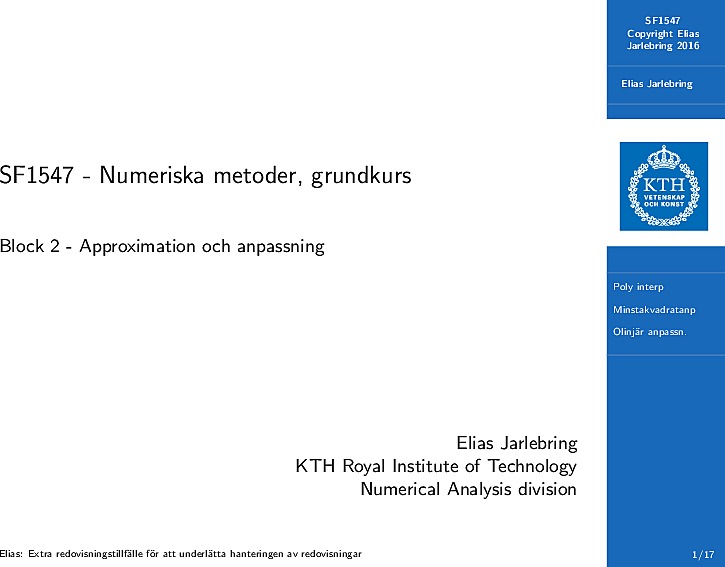 SF1547 - Numeriska metoder, grundkurs
Block 2 - Approximation och anpassning
Elias Jarlebring
KTH Royal Institute of Technology
Numerical Analysis division
Elias: Extra redovisningstillfälle för att underlätta hanteringen av redovisningar
SF1547
Copyright Elias
Jarlebring 2016
Elias Jarlebring
KTH
VETENSKAP
OCH KONST
Poly interp
Minstakvadratanp
Olinjär anpassn.
1/17